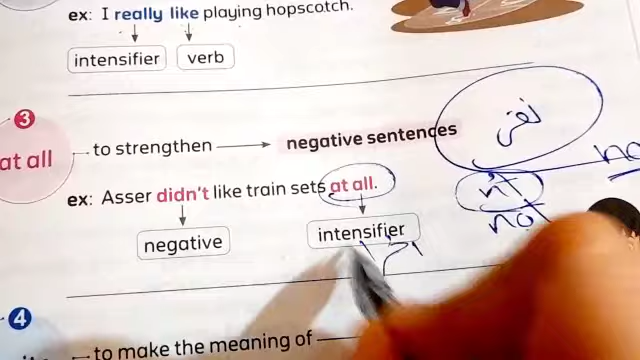 ex: I really like playing hopscotch.
intensifier verb
3
at all to strengthen negative sentences
نفى
ex: Asser didn't like train sets at all.
n't
not
negative intensifier
4
to make the meaning of